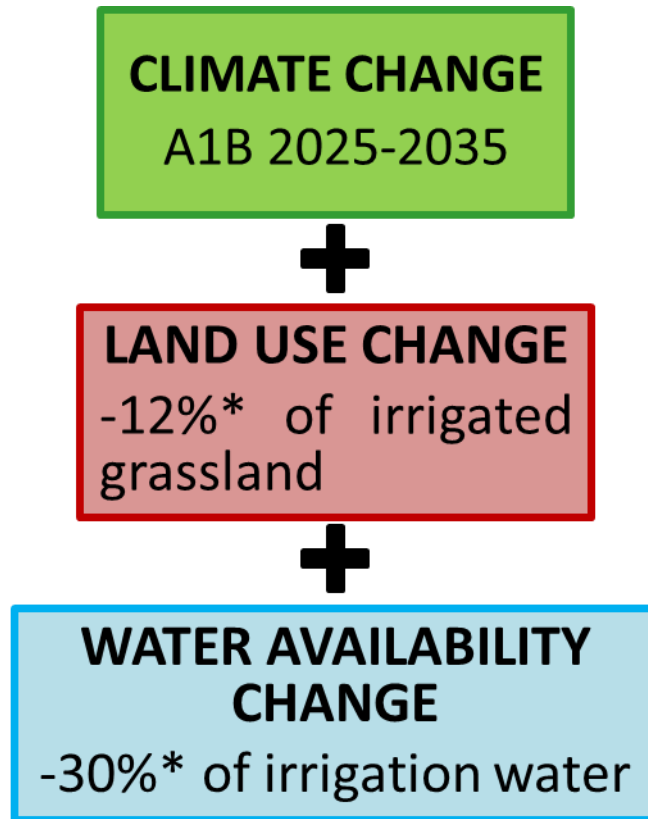 CLIMATE CHANGE
A1B 2025-2035
+
LAND USE CHANGE
-12%* of irrigated
grassland
+
WATER AVAILABILITY
CHANGE
-30%* of irrigation water